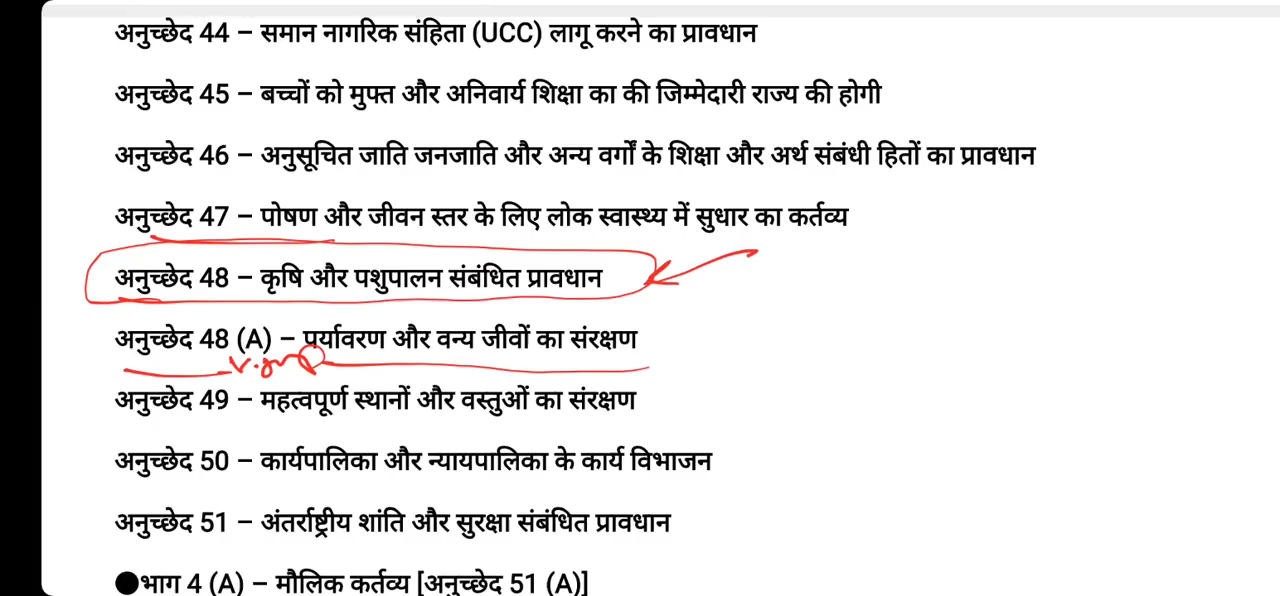 अनुच्छेद 44 – समान नागरिक संहिता (UCC) लागू करने का प्रावधान
अनुच्छेद 45 – बच्चों को मुफ्त और अनिवार्य शिक्षा का की जिम्मेदारी राज्य की होगी
अनुच्छेद 46 – अनुसूचित जाति जनजाति और अन्य वर्गों के शिक्षा और अर्थ संबंधी हितों का प्रावधान
अनुच्छेद 47 – पोषण और जीवन स्तर के लिए लोक स्वास्थ्य में सुधार का कर्तव्य
अनुच्छेद 48 – कृषि और पशुपालन संबंधित प्रावधान
अनुच्छेद 48 (A) – पर्यावरण और वन्य जीवों का संरक्षण
v.imp
अनुच्छेद 49 – महत्वपूर्ण स्थानों और वस्तुओं का संरक्षण
अनुच्छेद 50 – कार्यपालिका और न्यायपालिका के कार्य विभाजन
अनुच्छेद 51 – अंतर्राष्ट्रीय शांति और सुरक्षा संबंधित प्रावधान
●भाग 4 (A) – मौलिक कर्तव्य [अनुच्छेद 51 (A)]